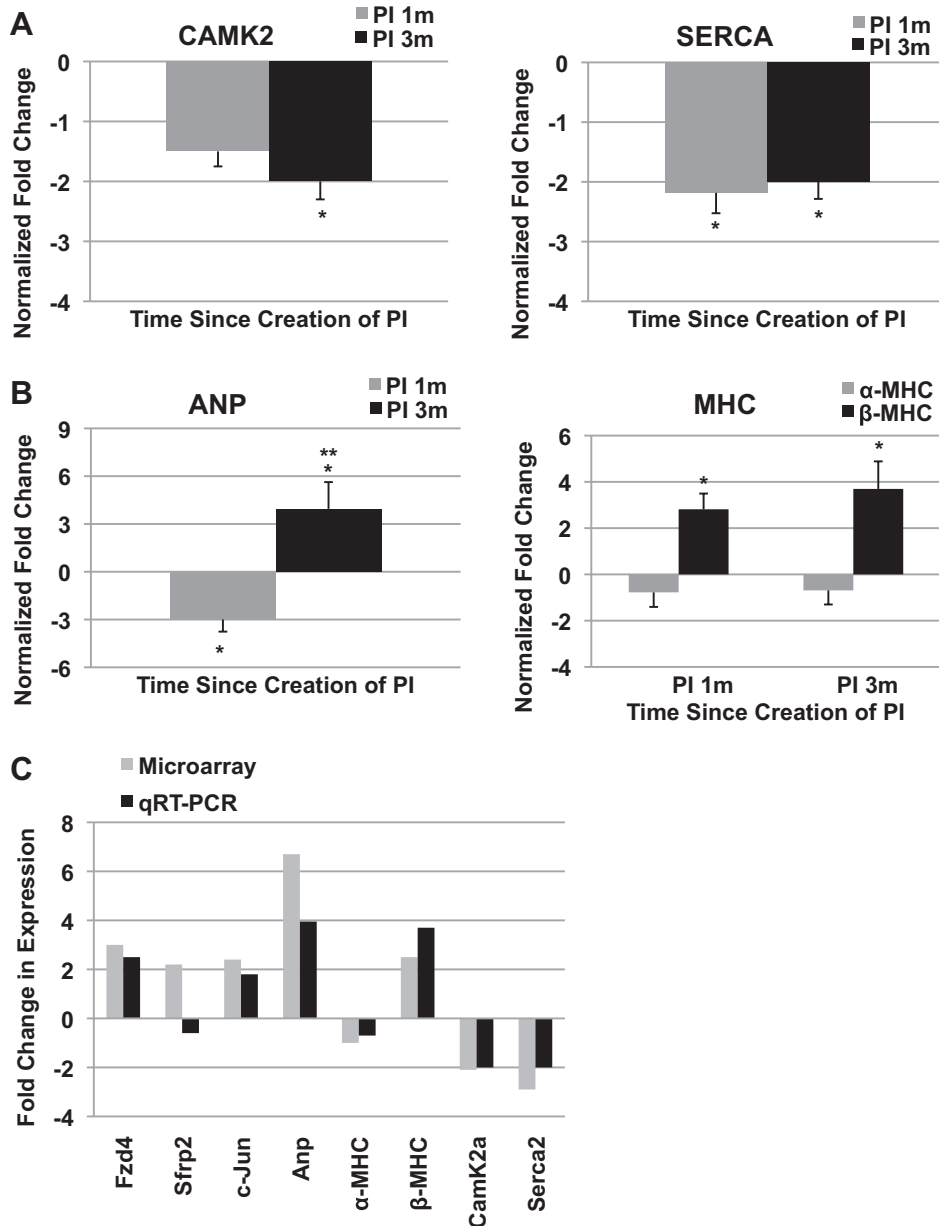 A
CAMK2
PI 1m
PI 3m
Normalized Fold Change
0
-1
-2
-3
-4
*
Time Since Creation of PI
SERCA
PI 1m
PI 3m
Normalized Fold Change
0
-1
-2
-3
-4
*
*
Time Since Creation of PI
B
ANP
PI 1m
PI 3m
Normalized Fold Change
9
6
3
0
-3
-6
*
**
*
Time Since Creation of PI
MHC
α-MHC
β-MHC
Normalized Fold Change
6
4
2
0
-2
-4
*
*
PI 1m
PI 3m
Time Since Creation of PI
C
Microarray
qRT-PCR
Fold Change in Expression
8
6
4
2
0
-2
-4
Fzd4
Sfrp2
c-Jun
Anp
α-MHC
β-MHC
CamK2a
Serca2